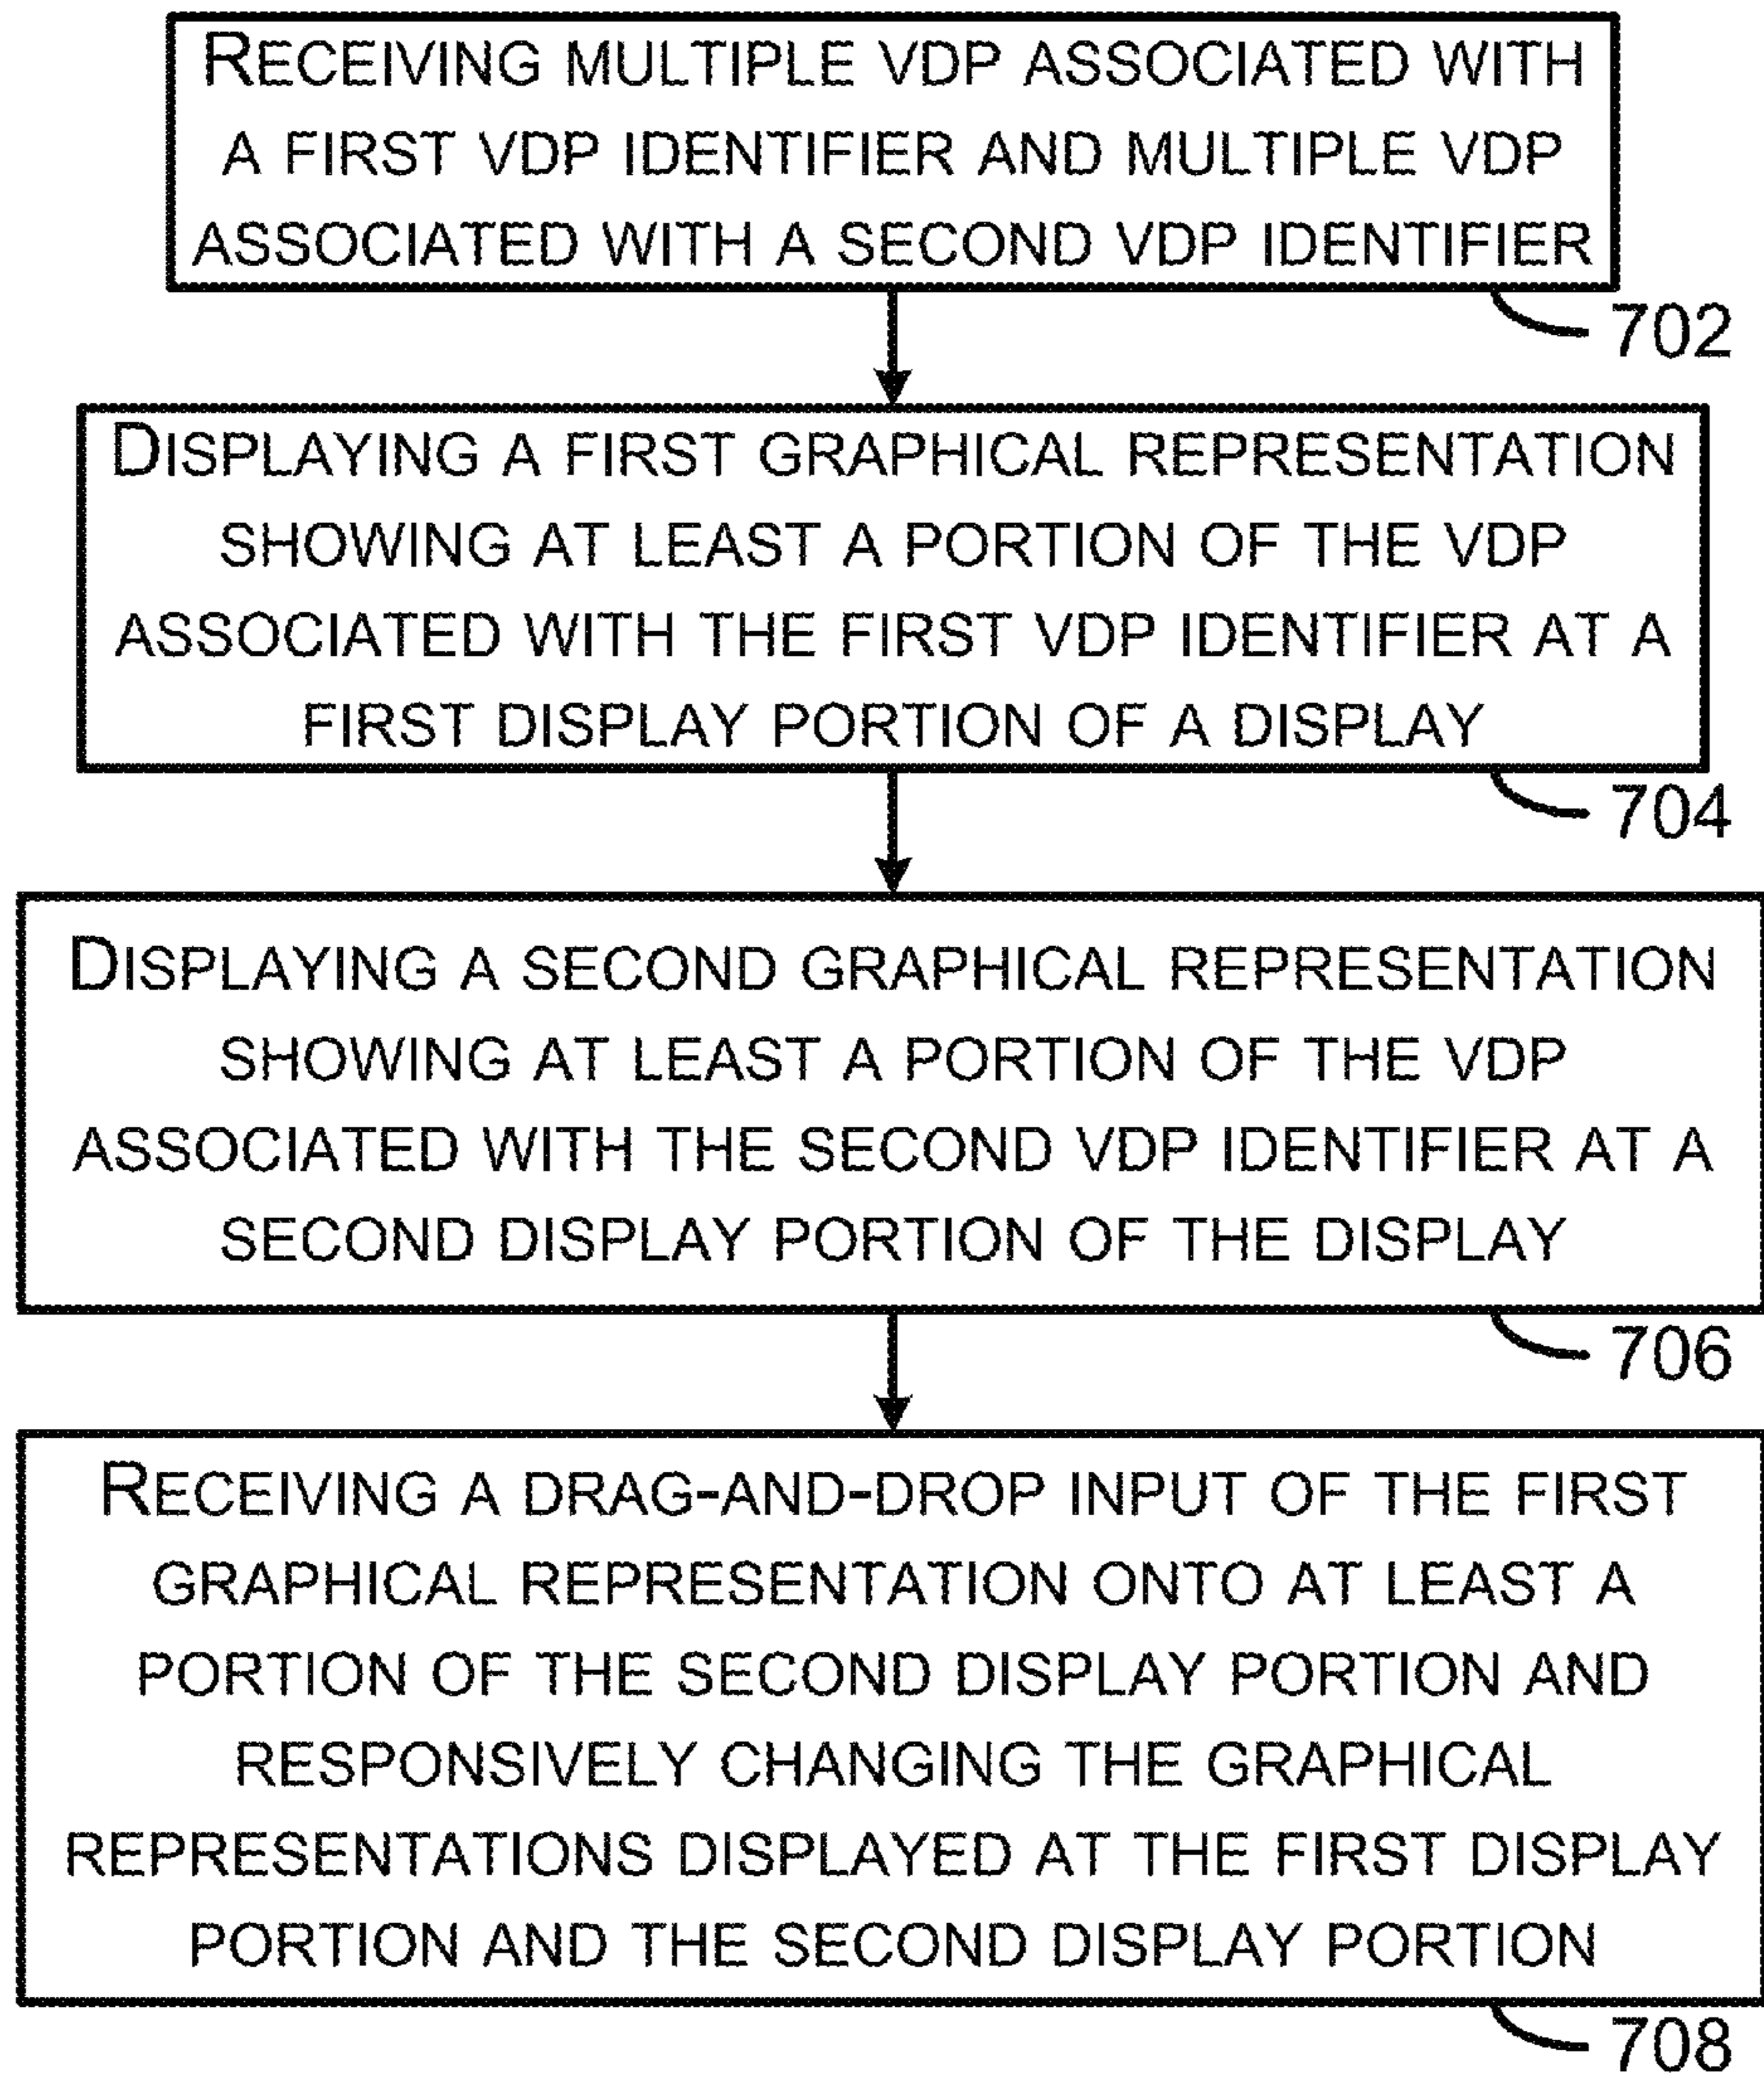 RECEIVING MULTIPLE VDP ASSOCIATED WITH
A FIRST VDP IDENTIFIER AND MULTIPLE VDP
ASSOCIATED WITH A SECOND VDP IDENTIFIER
702
DISPLAYING A FIRST GRAPHICAL REPRESENTATION
SHOWING AT LEAST A PORTION OF THE VDP
ASSOCIATED WITH THE FIRST VDP IDENTIFIER AT A
FIRST DISPLAY PORTION OF A DISPLAY
704
DISPLAYING A SECOND GRAPHICAL REPRESENTATION
SHOWING AT LEAST A PORTION OF THE VDP
ASSOCIATED WITH THE SECOND VDP IDENTIFIER AT A
SECOND DISPLAY PORTION OF THE DISPLAY
706
RECEIVING A DRAG-AND-DROP INPUT OF THE FIRST
GRAPHICAL REPRESENTATION ONTO AT LEAST A
PORTION OF THE SECOND DISPLAY PORTION AND
RESPONSIVELY CHANGING THE GRAPHICAL
REPRESENTATIONS DISPLAYED AT THE FIRST DISPLAY
PORTION AND THE SECOND DISPLAY PORTION
708